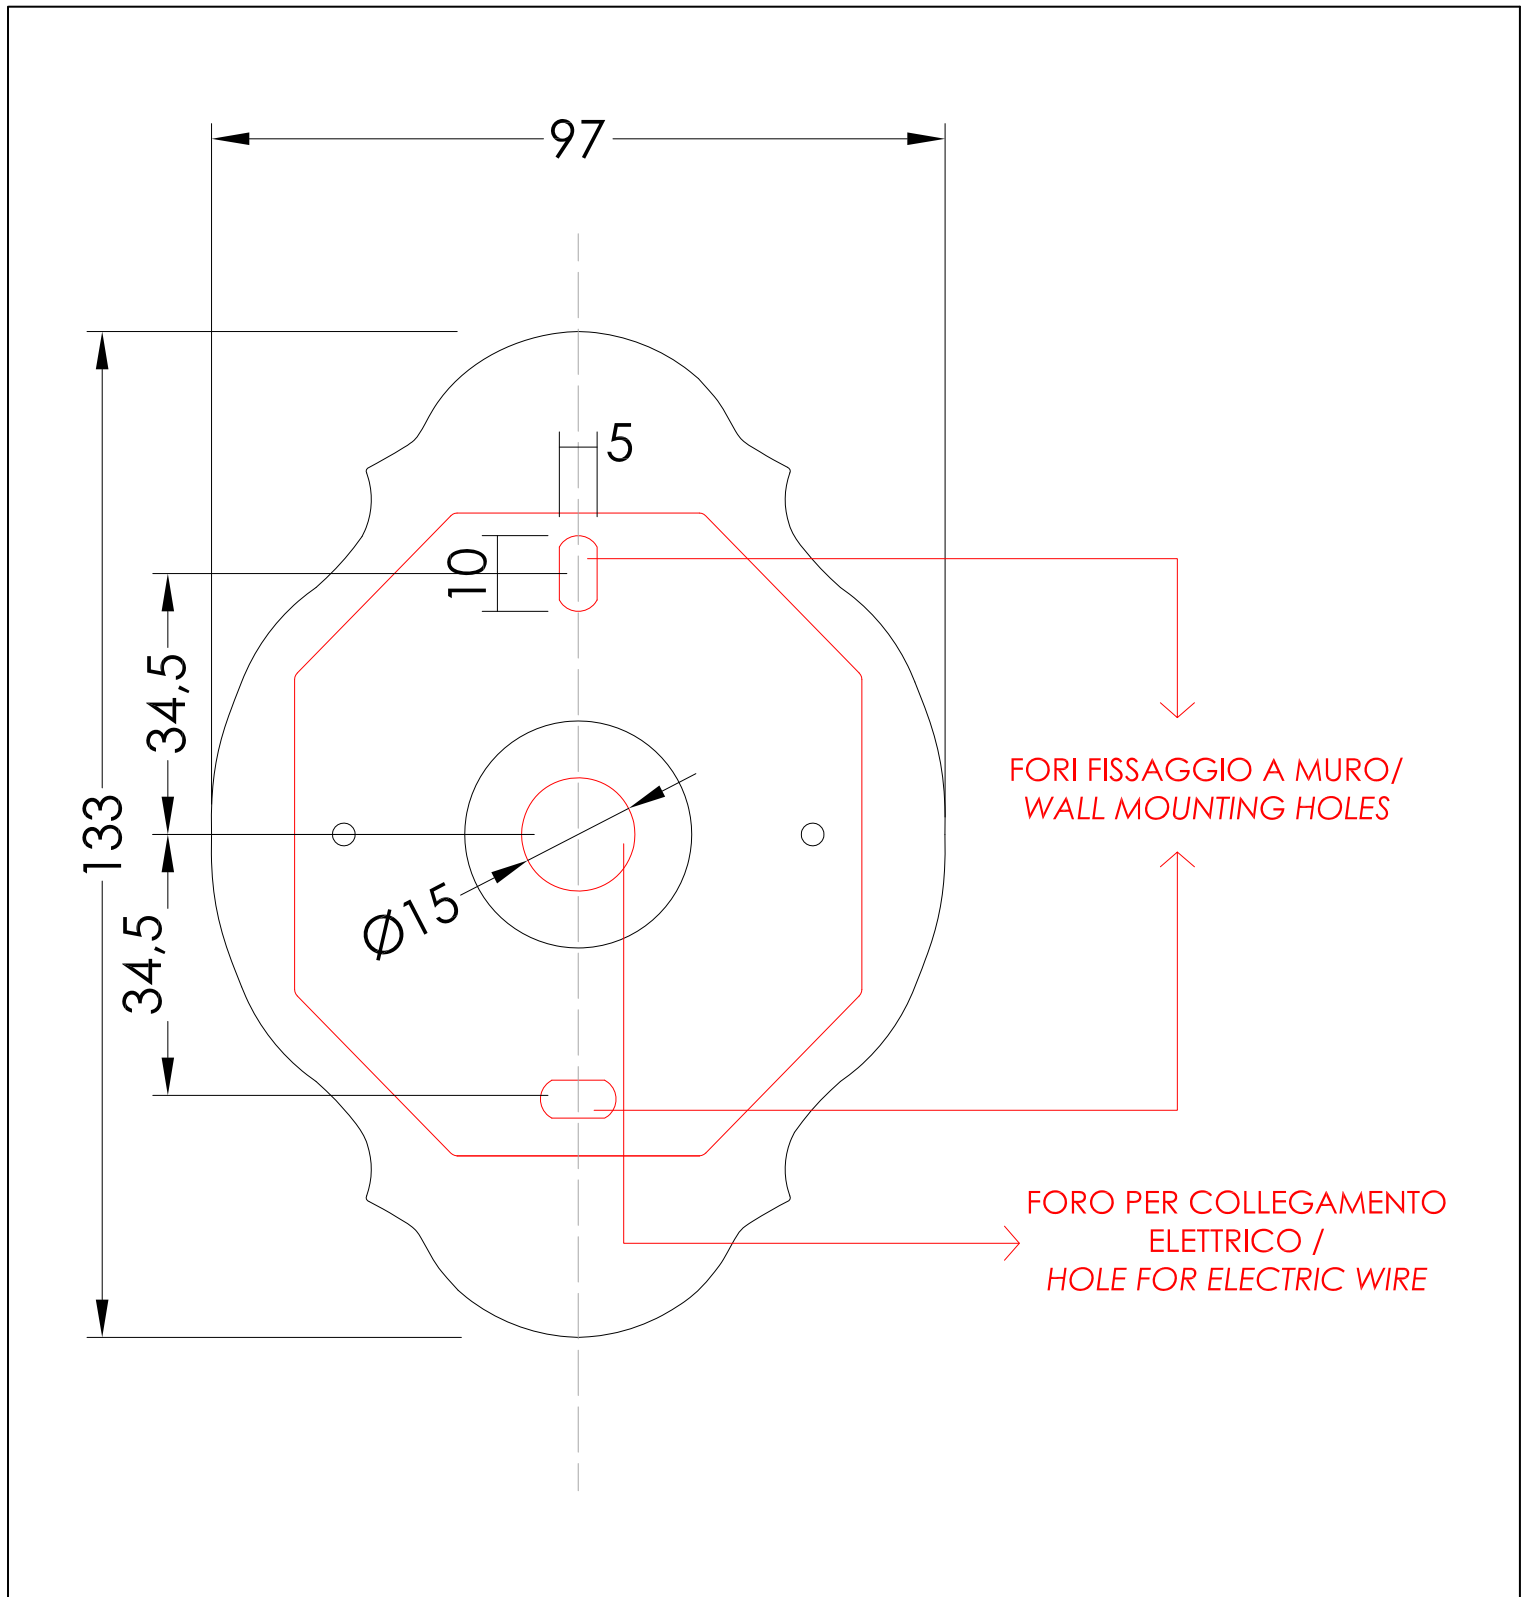 97
5
10
34,5
133
34,5
Ø15
FORI FISSAGGIO A MURO/
WALL MOUNTING HOLES
FORO PER COLLEGAMENTO
ELETTRICO /
HOLE FOR ELECTRIC WIRE